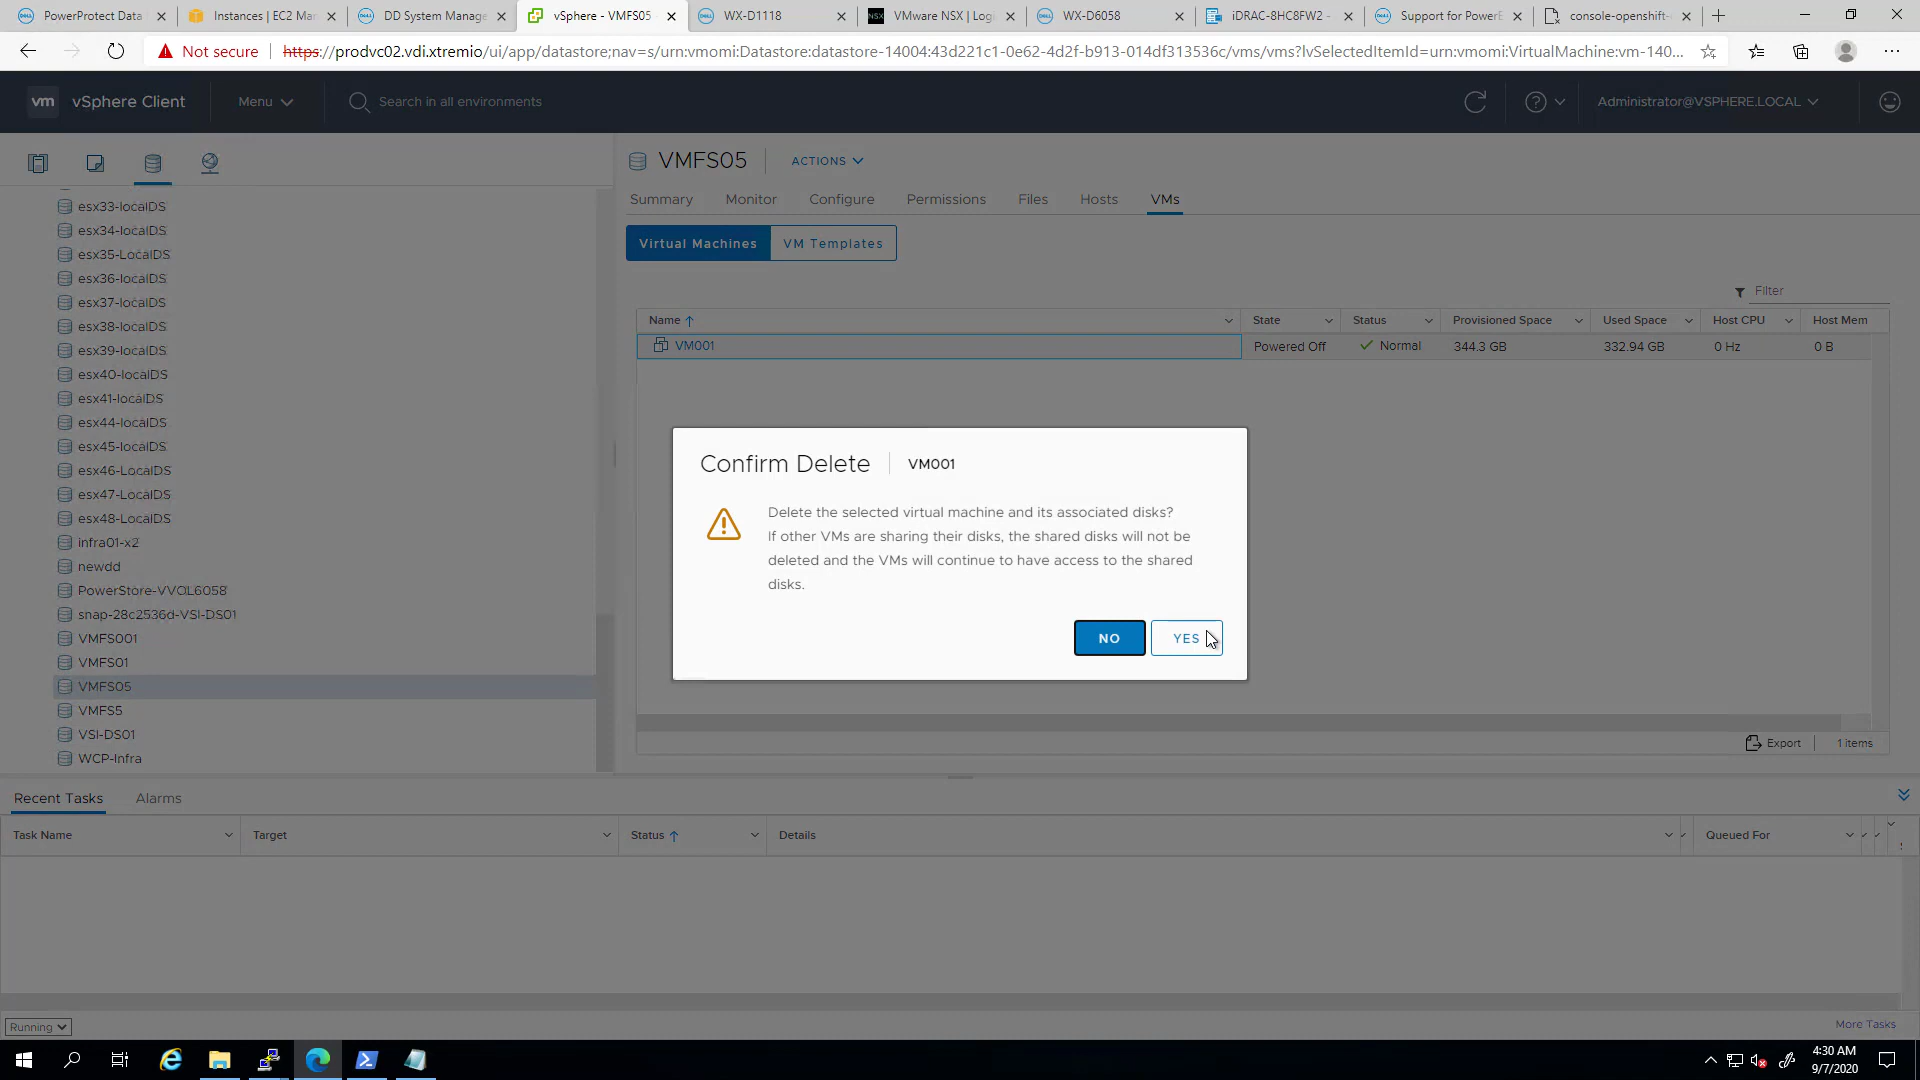 PowerProtect Data
Instances | EC2 Mar
DD System Manage
vSphere - VMFS05
WX-D1118
VMware NSX | Logi
WX-D6058
iDRAC-8HC8FW2 -
Support for PowerE
console-openshift-
Not secure
https://prodvc02.vdi.xtremio/ui/app/datastore;nav=s/urn:vmomi:Datastore:datastore-14004:43d221c1-0e62-4d2f-b913-014df313536c/vms/vms?lvSelectedItemId=urn:vmomi:VirtualMachine:vm-140...
vm vSphere Client
Menu
Search in all environments
Administrator@VSPHERE.LOCAL
esx33-localDS
esx34-localDS
esx35-LocalDS
esx36-localDS
esx37-localDS
esx38-localDS
esx39-localDS
esx40-localDS
esx41-localDS
esx44-localDS
esx45-localDS
esx46-LocalDS
esx47-LocalDS
esx48-LocalDS
infra01-x2
newdd
PowerStore-VVOL6058
snap-28c2536d-VSI-DS01
VMFS001
VMFS01
VMFS05
VMFS5
VSI-DS01
WCP-Infra
VMFS05
ACTIONS
Summary Monitor Configure Permissions Files Hosts VMs
Virtual Machines VM Templates
Filter
Name State Status Provisioned Space Used Space Host CPU Host Mem
VM001 Powered Off Normal 344.3 GB 332.94 GB 0 Hz 0 B
Confirm Delete VM001
Delete the selected virtual machine and its associated disks?
If other VMs are sharing their disks, the shared disks will not be
deleted and the VMs will continue to have access to the shared
disks.
NO YES
Export 1 items
Recent Tasks Alarms
Task Name Target Status Details Queued For
Running
More Tasks
4:30 AM
9/7/2020